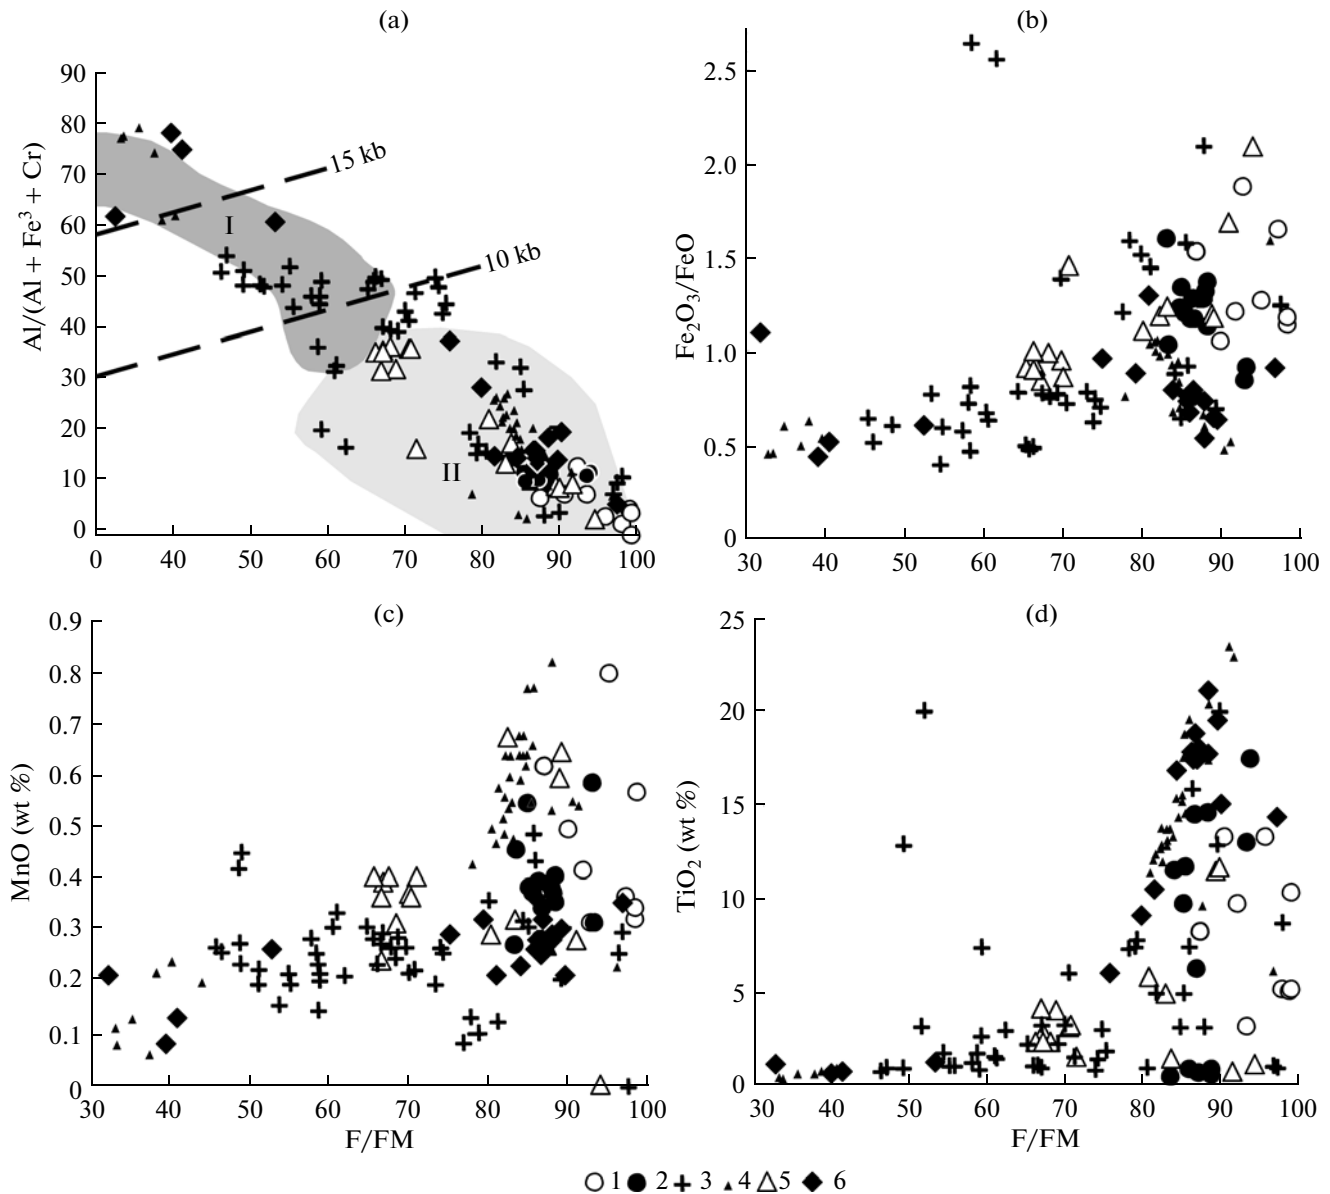 (a)
90
80
70
60
50
40
30
20
10
0
Al/(Al + Fe³ + Cr)
15 kb
10 kb
I
II
0 40 50 60 70 80 90 100
(b)
2.5
2.0
1.5
1.0
0.5
0
Fe₂O₃/FeO
30 40 50 60 70 80 90 100
(c)
0.9
0.8
0.7
0.6
0.5
0.4
0.3
0.2
0.1
0
MnO (wt %)
30 40 50 60 70 80 90 100
F/FM
(d)
25
20
15
10
5
0
TiO₂ (wt %)
30 40 50 60 70 80 90 100
F/FM
1 2 3 4 5 6